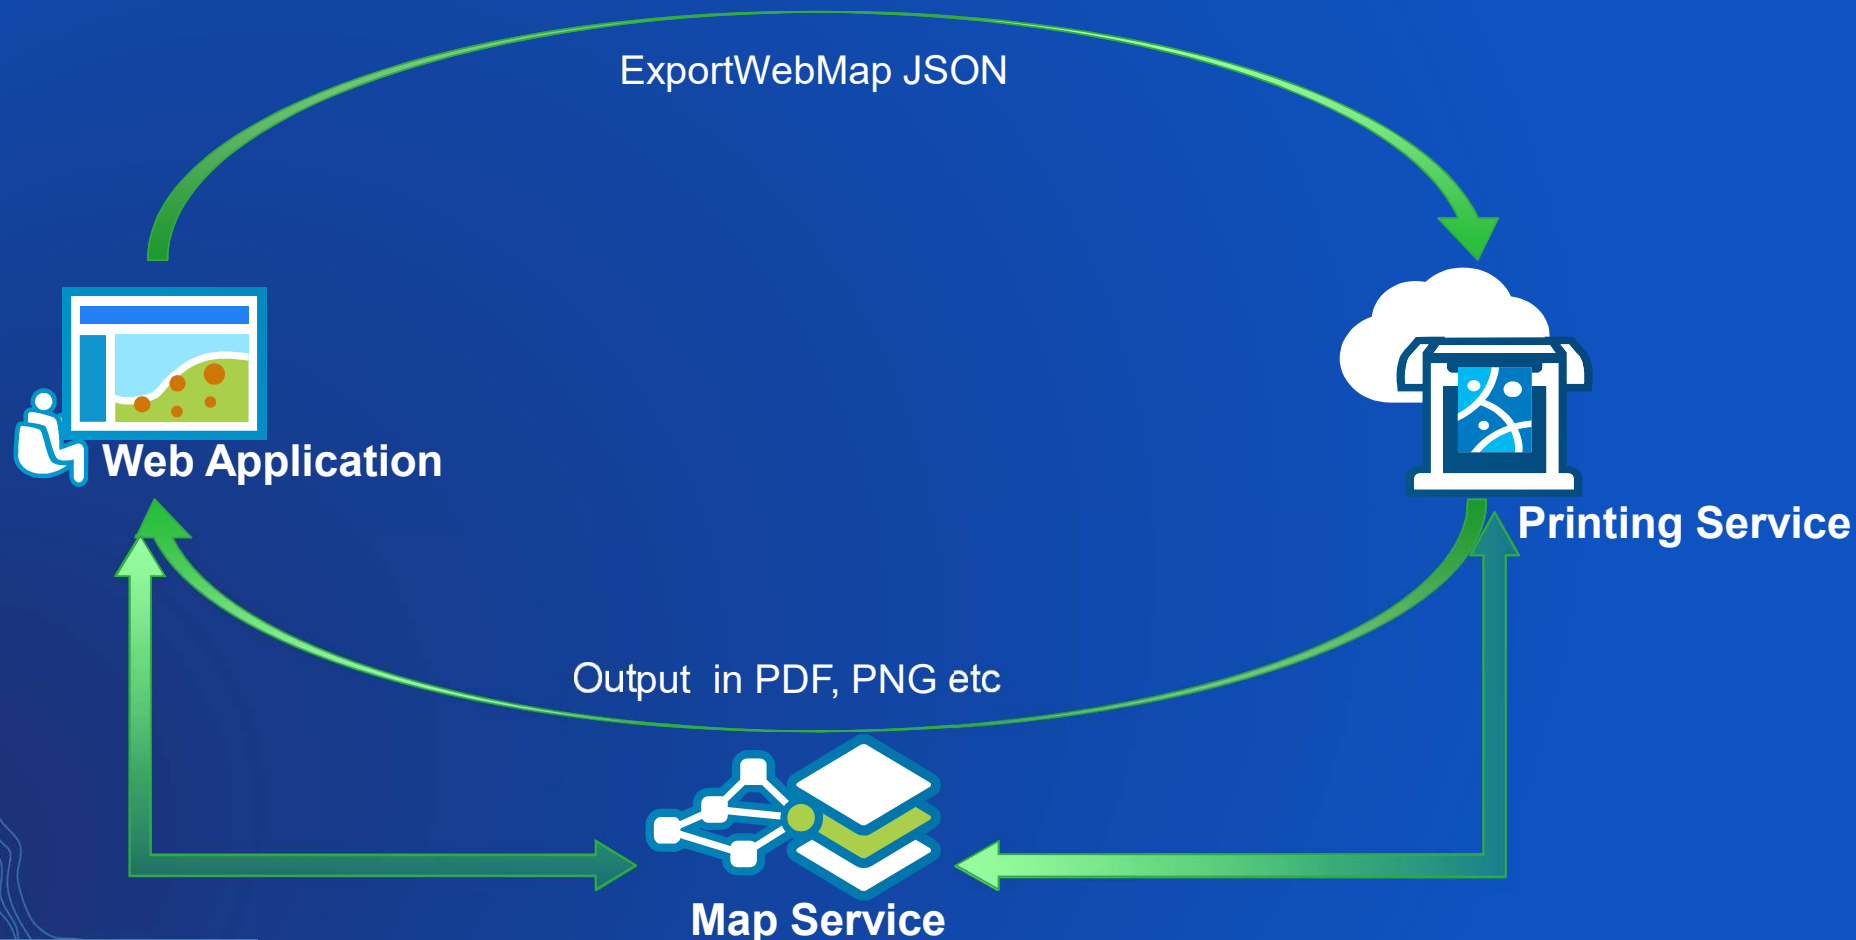 ExportWebMap JSON
Web Application
Printing Service
Output in PDF, PNG etc
Map Service